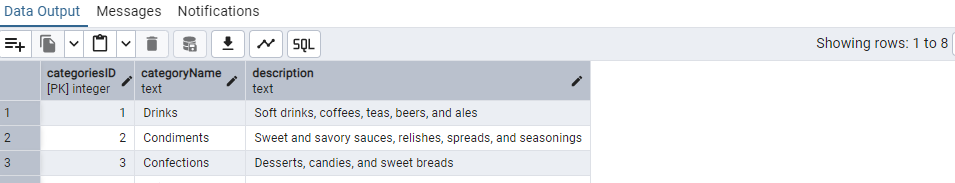 Data Output Messages Notifications
SQL Showing rows: 1 to 8
categoriesID categoryName description
[PK] integer text text
1 1 Drinks Soft drinks, coffees, teas, beers, and ales
2 2 Condiments Sweet and savory sauces, relishes, spreads, and seasonings
3 3 Confections Desserts, candies, and sweet breads